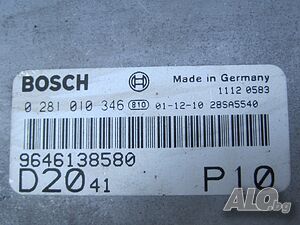 BOSCH Made in Germany
1112 0583
0 281 010 346 810 01-12-10 28SA5540
9646138580
D20 41 P10
ALO.bg